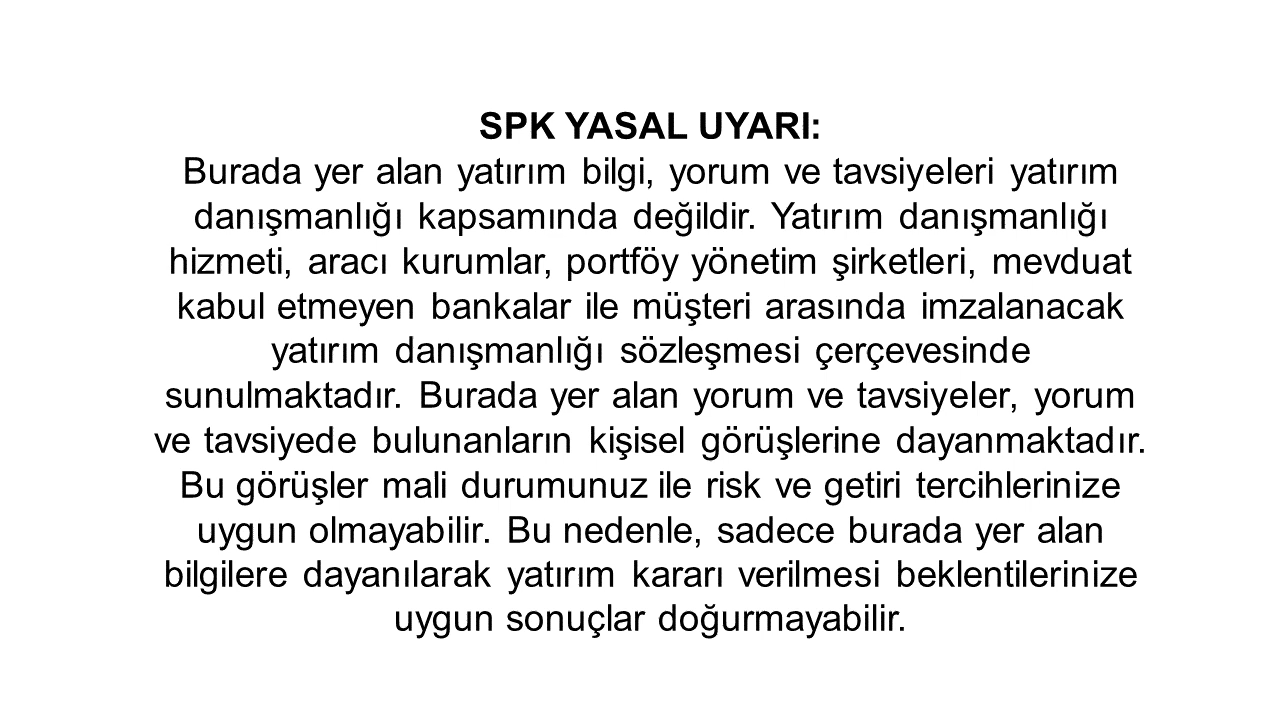 SPK YASAL UYARI:
Burada yer alan yatırım bilgi, yorum ve tavsiyeleri yatırım
danışmanlığı kapsamında değildir. Yatırım danışmanlığı
hizmeti, aracı kurumlar, portföy yönetim şirketleri, mevduat
kabul etmeyen bankalar ile müşteri arasında imzalanacak
yatırım danışmanlığı sözleşmesi çerçevesinde
sunulmaktadır. Burada yer alan yorum ve tavsiyeler, yorum
ve tavsiyede bulunanların kişisel görüşlerine dayanmaktadır.
Bu görüşler mali durumunuz ile risk ve getiri tercihlerinize
uygun olmayabilir. Bu nedenle, sadece burada yer alan
bilgilere dayanılarak yatırım kararı verilmesi beklentilerinize
uygun sonuçlar doğurmayabilir.